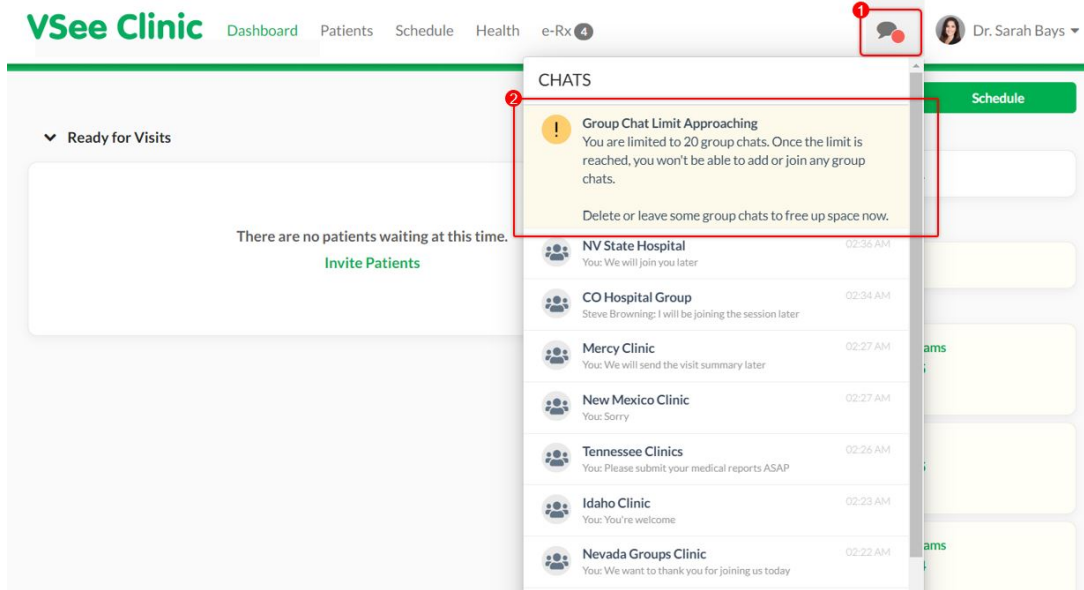 VSee Clinic
Dashboard
Patients
Schedule
Health
e-Rx 4
1
Dr. Sarah Bays
Schedule
Ready for Visits
There are no patients waiting at this time.
Invite Patients
CHATS
2
!
Group Chat Limit Approaching
You are limited to 20 group chats. Once the limit is
reached, you won't be able to add or join any group
chats.
Delete or leave some group chats to free up space now.
NV State Hospital
02:36 AM
You: We will join you later
CO Hospital Group
02:34 AM
Steve Browning: I will be joining the session later
Mercy Clinic
02:27 AM
You: We will send the visit summary later
New Mexico Clinic
02:27 AM
You: Sorry
Tennessee Clinics
02:26 AM
You: Please submit your medical reports ASAP
Idaho Clinic
02:23 AM
You: You're welcome
Nevada Groups Clinic
02:22 AM
You: We want to thank you for joining us today
ams
ams